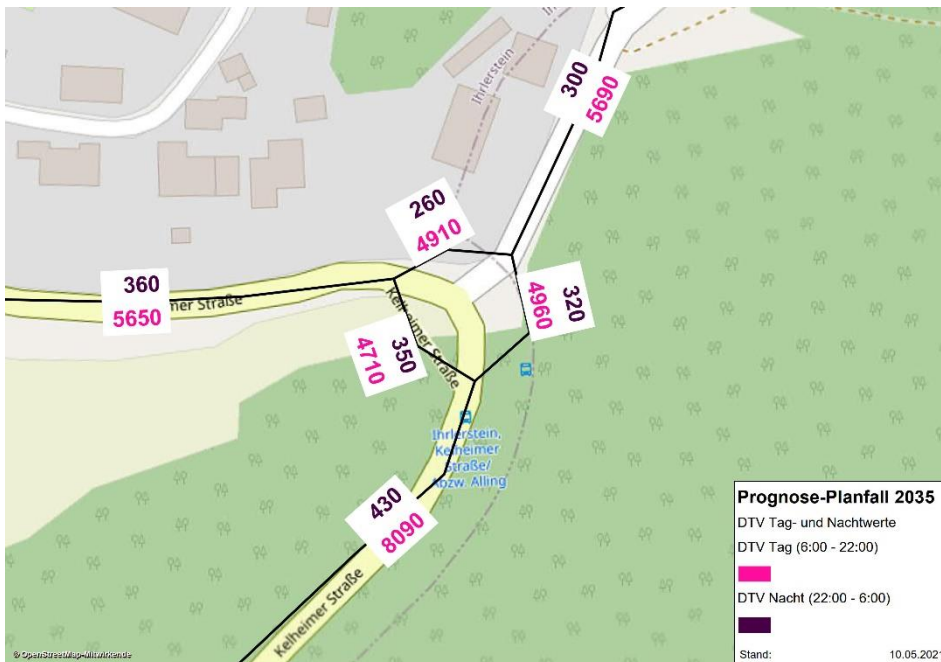 Ihrlerstein
Ihrlerstein
300
5690
260
4910
360
5650
imer Straße
Kelheimer Straße
4960
320
4710
350
Ihrlerstein,
Kelheimer
Straße/
Abzw. Alling
430
8090
Kelheimer Straße
Prognose-Planfall 2035
DTV Tag- und Nachtwerte
DTV Tag (6:00 - 22:00)
DTV Nacht (22:00 - 6:00)
Stand: 10.05.2021
© OpenStreetMap-Mitwirkende